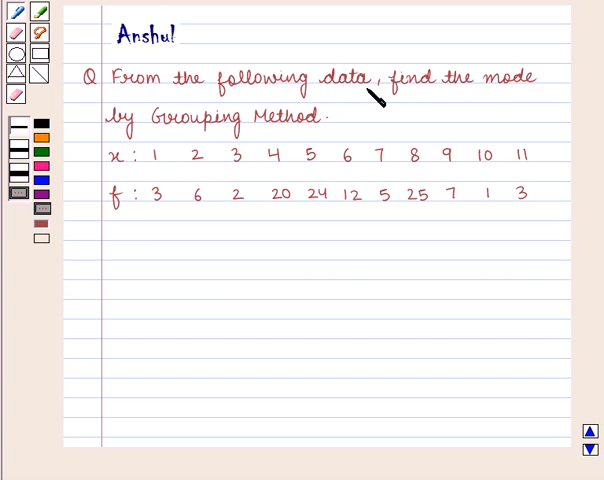 Anshul
Q From the following data, find the mode
by Grouping Method.
x : 1 2 3 4 5 6 7 8 9 10 11
f : 3 6 2 20 24 12 5 25 7 1 3